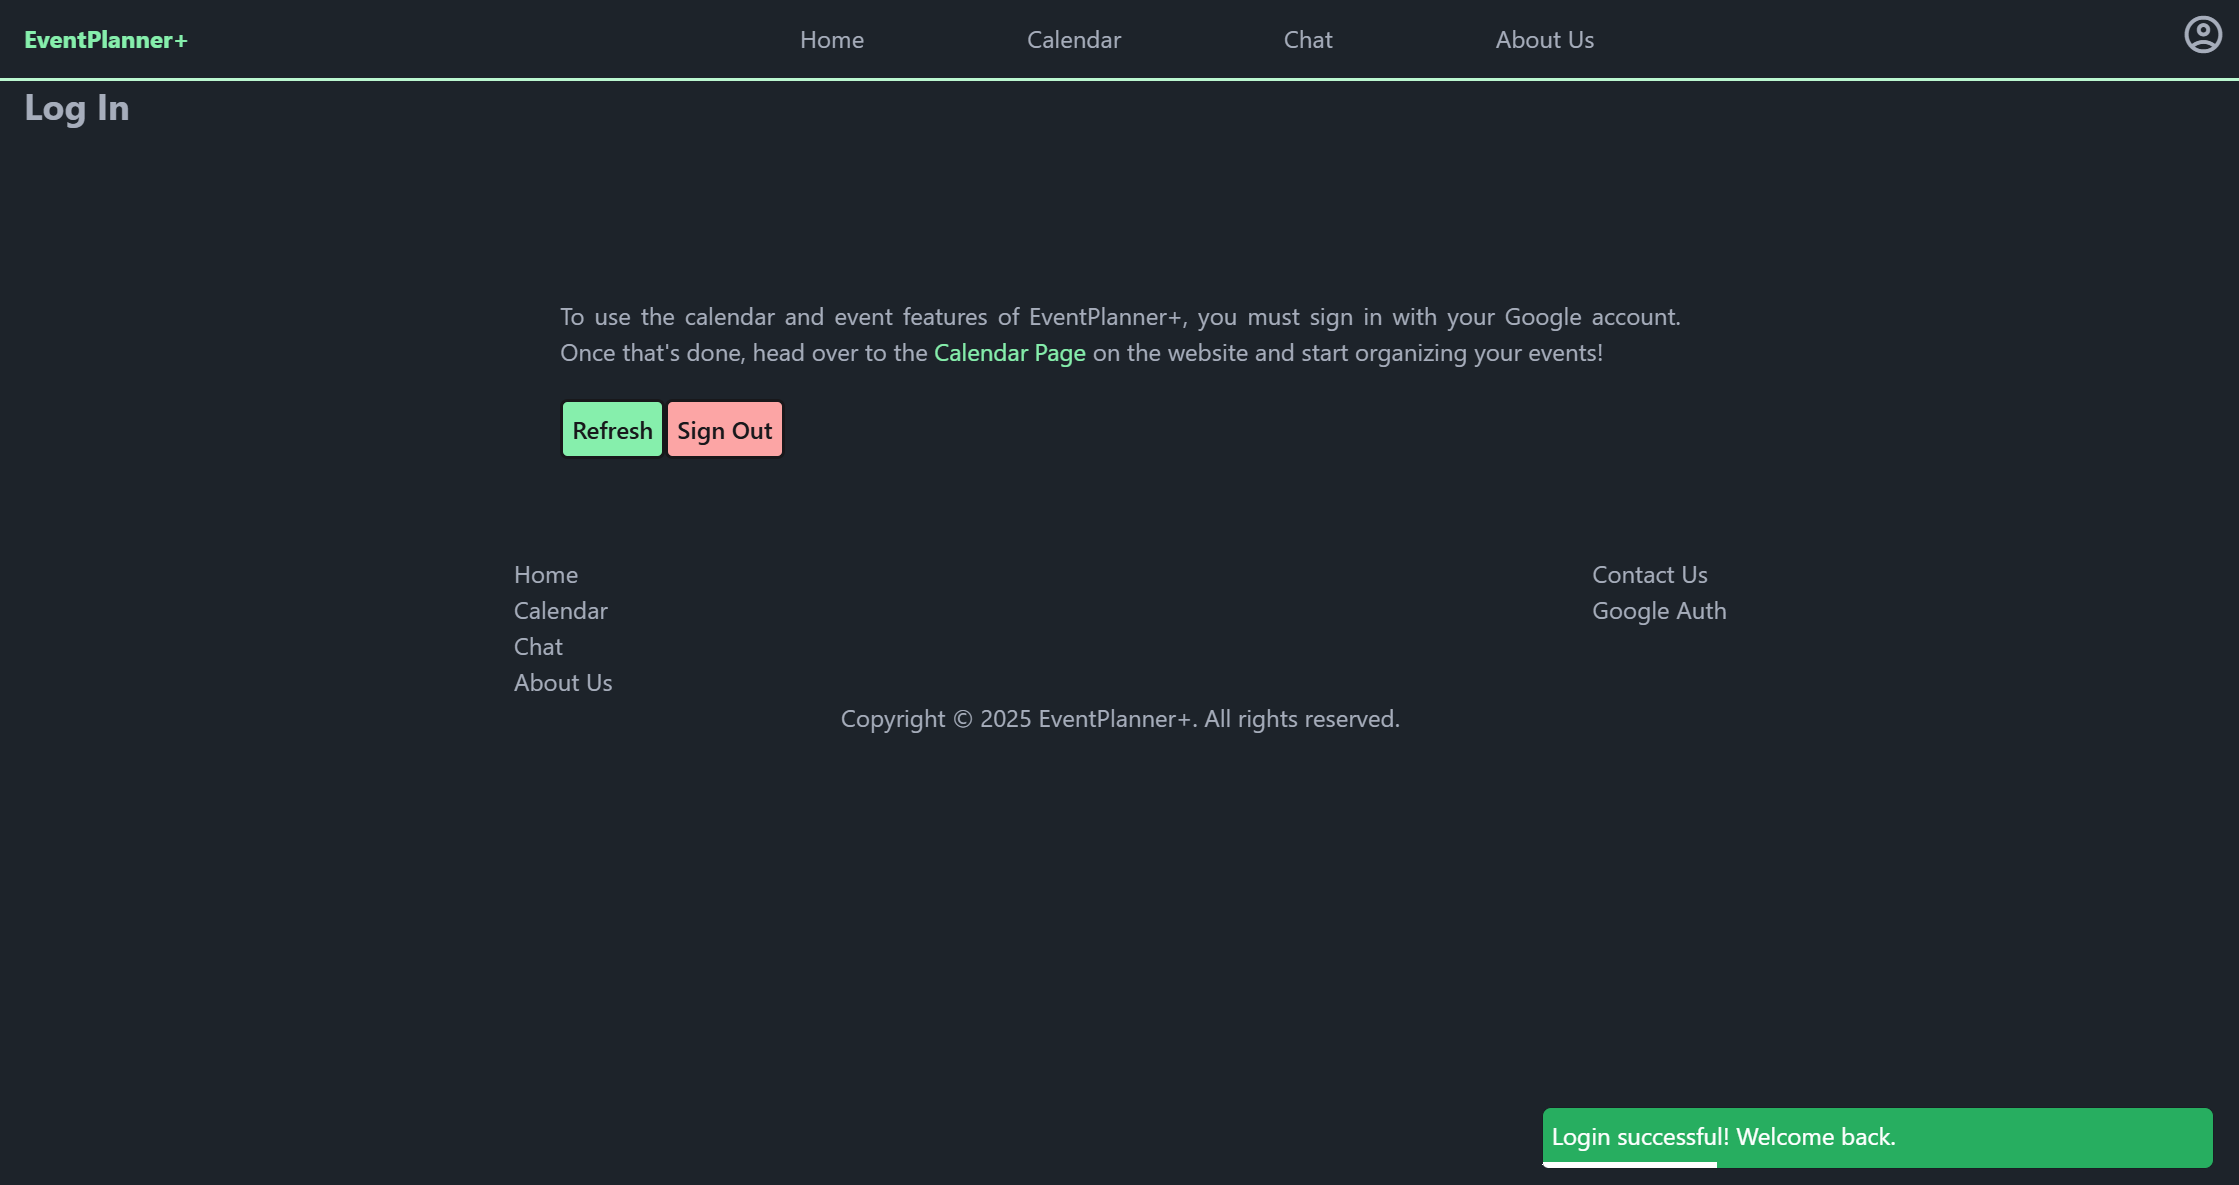 EventPlanner+ Home Calendar Chat About Us
Log In
To use the calendar and event features of EventPlanner+, you must sign in with your Google account.
Once that's done, head over to the Calendar Page on the website and start organizing your events!
Refresh Sign Out
Home
Calendar
Chat
About Us
Contact Us
Google Auth
Copyright © 2025 EventPlanner+. All rights reserved.
Login successful! Welcome back.